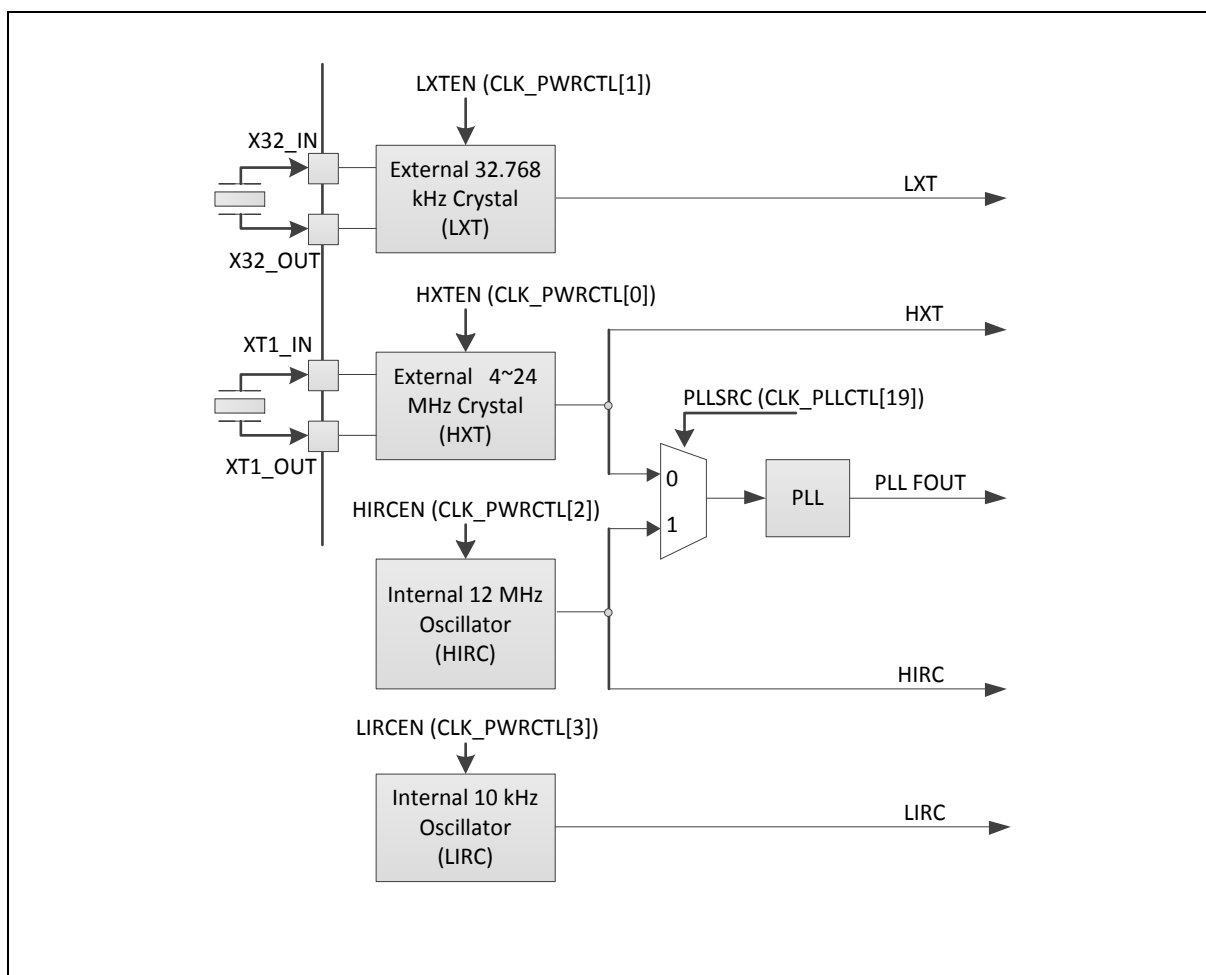 LXTEN (CLK_PWRCTL[1])
X32_IN
External 32.768
kHz Crystal
(LXT)
LXT
X32_OUT
HXTEN (CLK_PWRCTL[0])
HXT
XT1_IN
External 4~24
MHz Crystal
(HXT)
PLLSRC (CLK_PLLCTL[19])
XT1_OUT
0
PLL
PLL FOUT
1
HIRCEN (CLK_PWRCTL[2])
Internal 12 MHz
Oscillator
(HIRC)
HIRC
LIRCEN (CLK_PWRCTL[3])
Internal 10 kHz
Oscillator
(LIRC)
LIRC